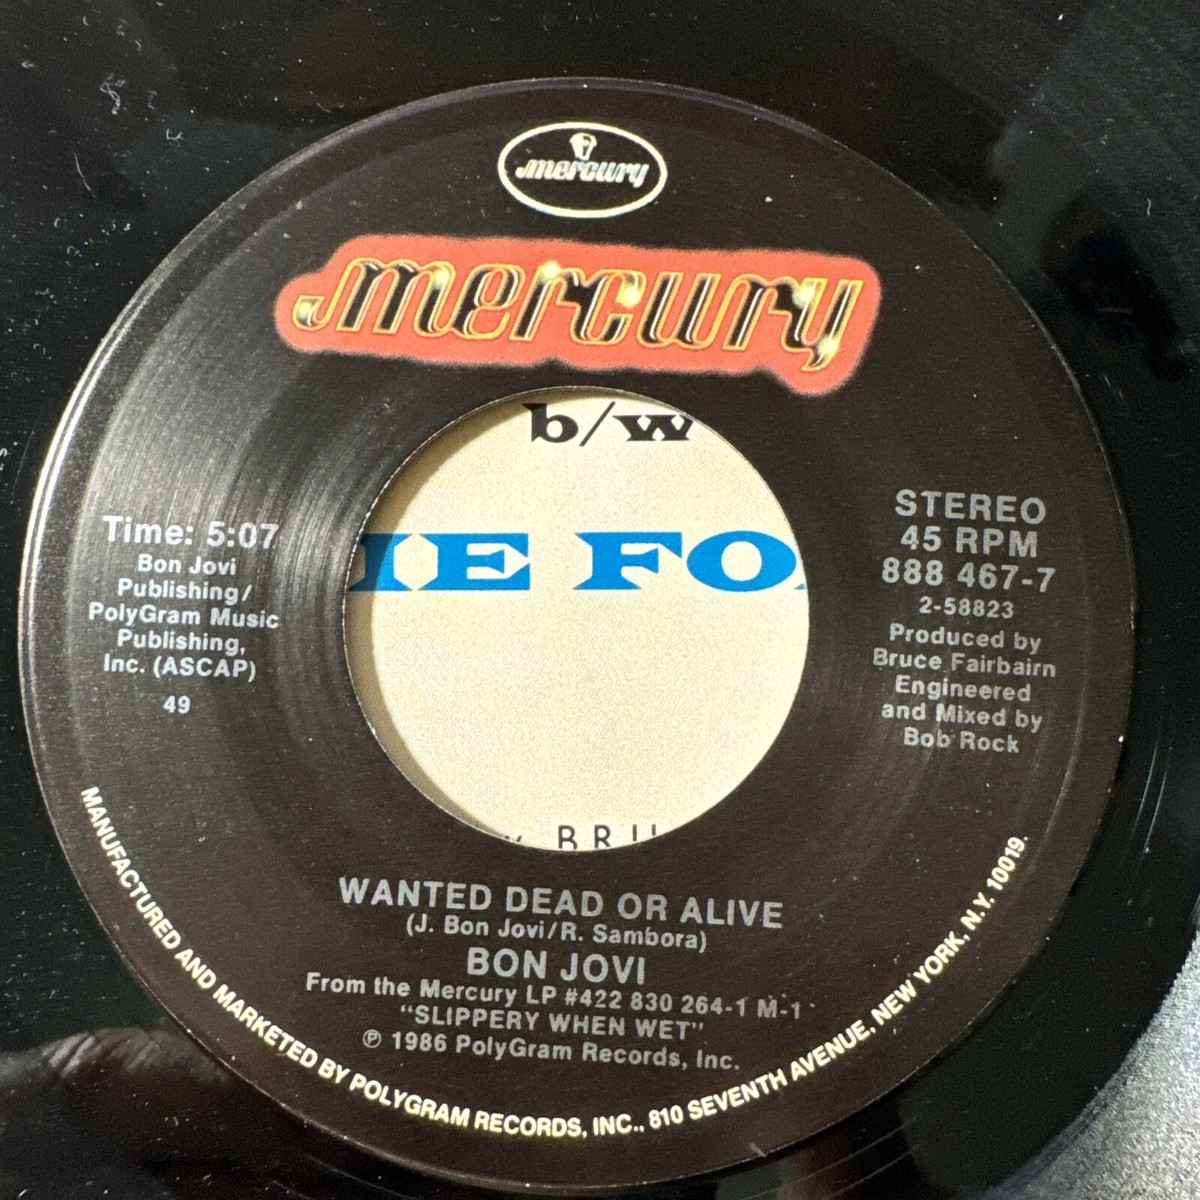 mercury
mercury
b/w
IE FO
BRU
Time: 5:07
Bon Jovi
Publishing/
PolyGram Music
Publishing,
Inc. (ASCAP)
49
STEREO
45 RPM
888 467-7
2-58823
Produced by
Bruce Fairbairn
Engineered
and Mixed by
Bob Rock
WANTED DEAD OR ALIVE
(J. Bon Jovi/R. Sambora)
BON JOVI
From the Mercury LP #422 830 264-1 M-1
"SLIPPERY WHEN WET"
℗ 1986 PolyGram Records, Inc.
MANUFACTURED AND MARKETED BY POLYGRAM RECORDS, INC., 810 SEVENTH AVENUE, NEW YORK, N.Y. 10019.